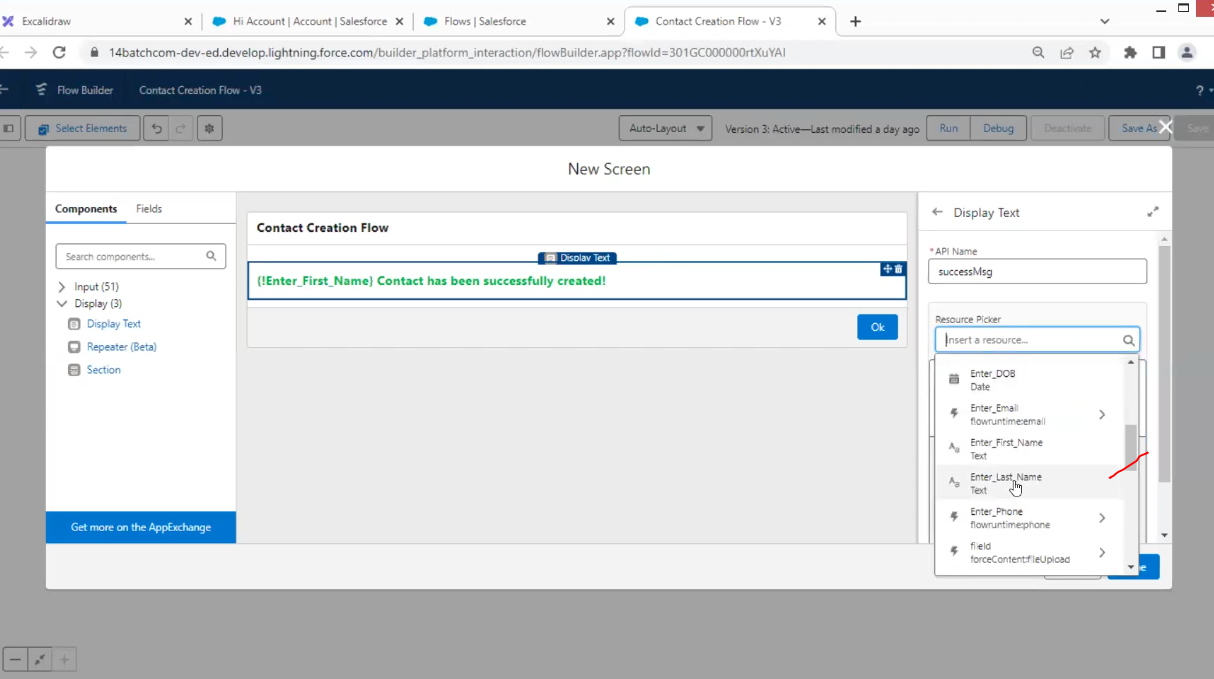 Excalidraw
Hi Account | Account | Salesforce
Flows | Salesforce
Contact Creation Flow - V3
14batchcom-dev-ed.develop.lightning.force.com/builder_platform_interaction/flowBuilder.app?flowId=301GC000000rtXuYAI
Flow Builder
Contact Creation Flow - V3
?
Select Elements
Auto-Layout
Version 3: Active—Last modified a day ago
Run
Debug
Deactivate
Save As
Save
New Screen
Components
Fields
Search components...
Input (51)
Display (3)
Display Text
Repeater (Beta)
Section
Get more on the AppExchange
Contact Creation Flow
Display Text
{!Enter_First_Name} Contact has been successfully created!
Ok
Display Text
* API Name
successMsg
Resource Picker
Insert a resource...
Enter_DOB
Date
Enter_Email
flowruntime:email
Enter_First_Name
Text
Enter_Last_Name
Text
Enter_Phone
flowruntime:phone
fileId
forceContent:fileUpload